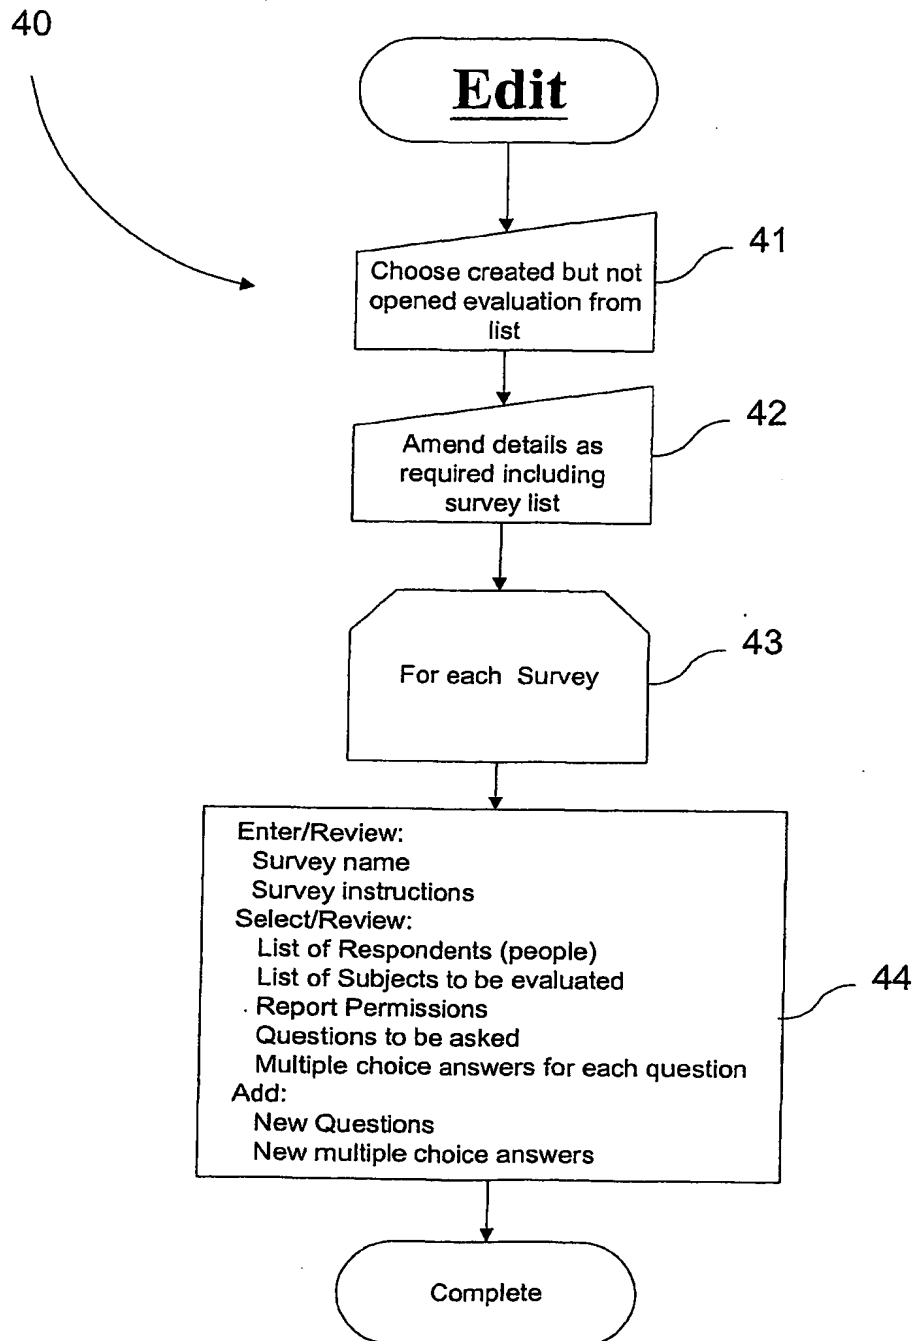 40
Edit
41
Choose created but not
opened evaluation from
list
42
Amend details as
required including
survey list
43
For each Survey
Enter/Review:
Survey name
Survey instructions
Select/Review:
List of Respondents (people)
List of Subjects to be evaluated
Report Permissions
Questions to be asked
Multiple choice answers for each question
Add:
New Questions
New multiple choice answers
44
Complete